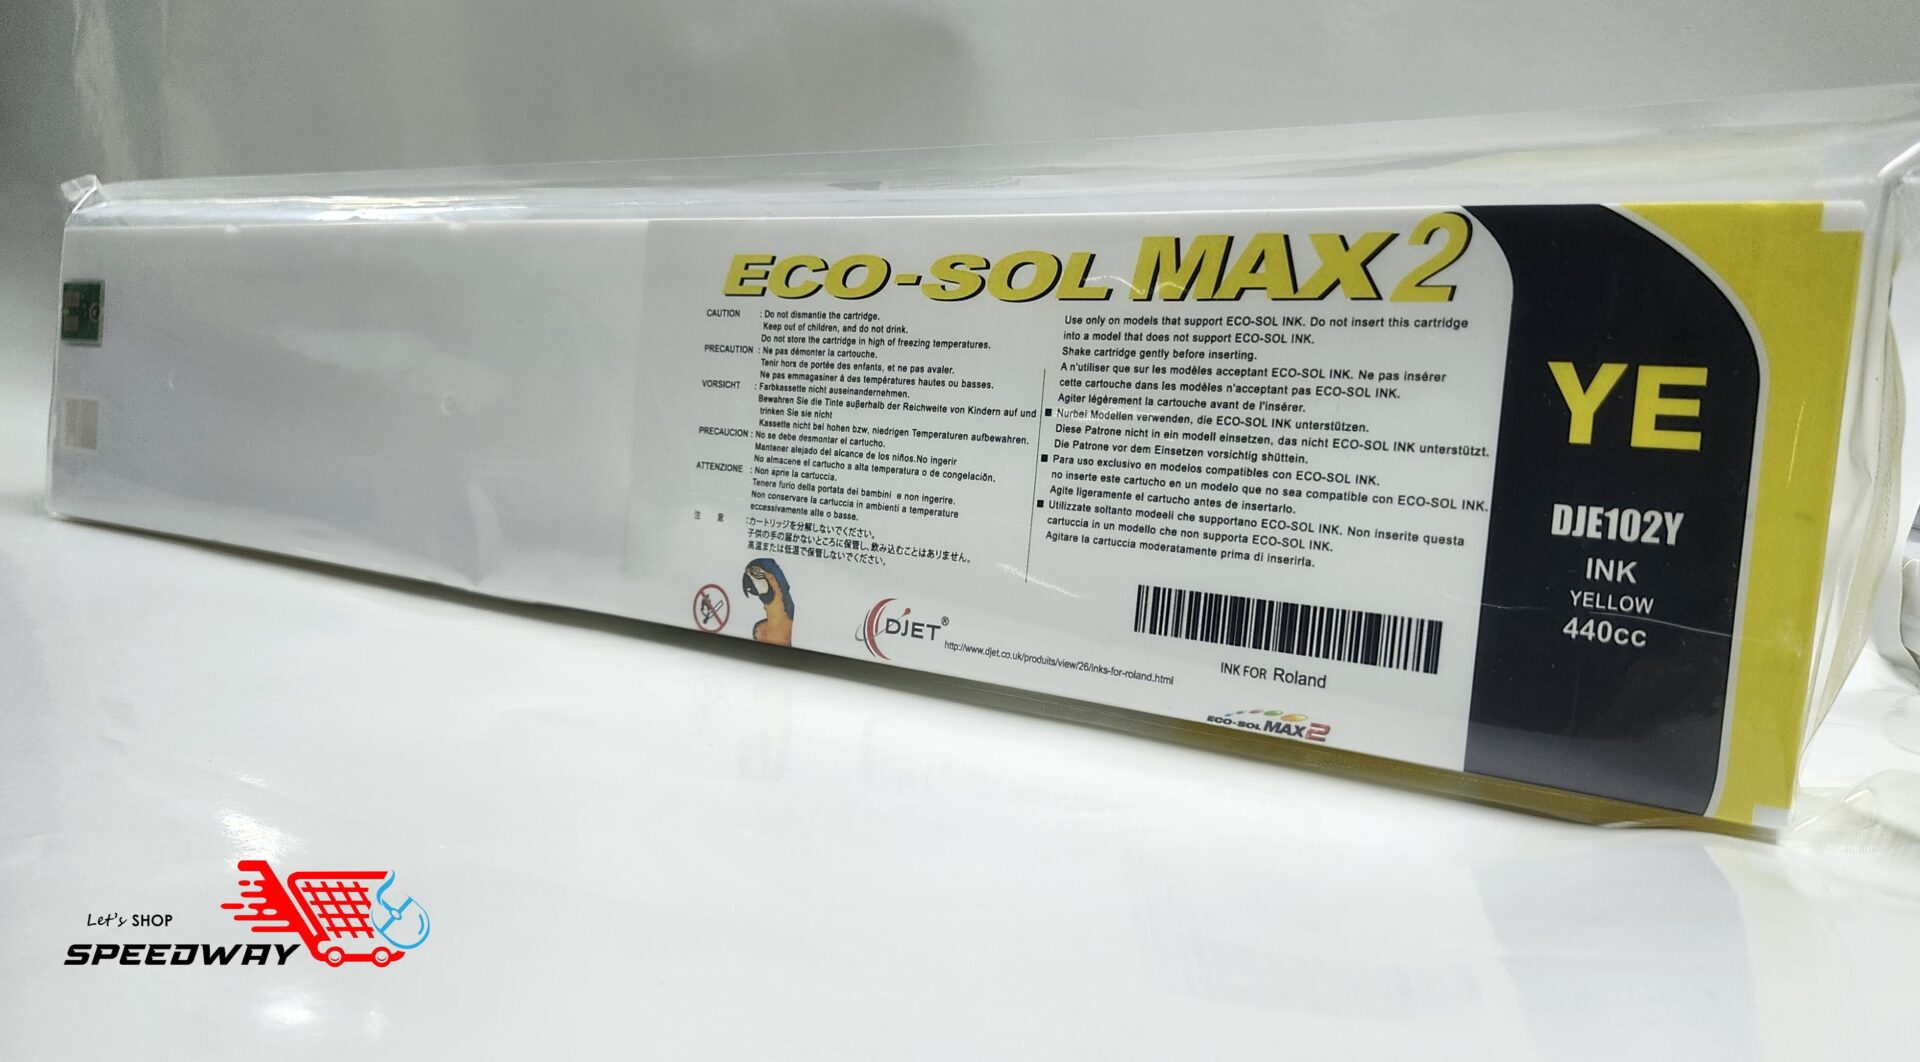 ECO-SOL MAX2
CAUTION : Do not dismantie the cartridge.
Keep out of children, and do not drink.
Do not store the cartridge in high of freezing temperatures.
PRECAUTION : Ne pas démonter la cartouche.
Tenir hors de portée des enfants, et ne pas avaler.
Ne pas emmagasiner à des températures hautes ou basses.
VORSICHT : Farbkassette nicht auseinandernehmen.
Bewahren Sie die Tinte außerhalb der Reichweite von Kindern auf und
trinken Sie sie nicht
Kassette nicht bei hohen bzw, niedrigen Temperaturen aufbewahren.
PRECAUCION : No se debe desmontar el cartucho.
Mantener alejado del alcance de los niños.No ingerir
No almacene el cartucho a alta temperatura o de congelación.
ATTENZIONE : Non aprie la cartuccia.
Tenere furio della portata dei bambini e non ingerire.
Non conservare la cartuccia in ambienti a temperature
eccessivamente alte o basse.
注 意 :カートリッジを分解しないでください。
子供の手の届かないところに保管し、飲み込むことはありません。
高温または低温で保管しないでください。
Use only on models that support ECO-SOL INK. Do not insert this cartridge
into a model that does not support ECO-SOL INK.
Shake cartridge gently before inserting.
A n'utiliser que sur les modèles acceptant ECO-SOL INK. Ne pas insérer
cette cartouche dans les modèles n'acceptant pas ECO-SOL INK.
Agiter légèrement la cartouche avant de l'insérer.
■ Nurbei Modellen verwenden, die ECO-SOL INK unterstützen.
Diese Patrone nicht in ein modell einsetzen, das nicht ECO-SOL INK unterstützt.
Die Patrone vor dem Einsetzen vorsichtig shüttein.
■ Para uso exclusivo en modelos compatibles con ECO-SOL INK.
no inserte este cartucho en un modelo que no sea compatible con ECO-SOL INK.
Agite ligeramente el cartucho antes de insertarlo.
■ Utilizzate soltanto modeeli che supportano ECO-SOL INK. Non inserite questa
cartuccia in un modello che non supporta ECO-SOL INK.
Agitare la cartuccia moderatamente prima di inserirla.
DJET®
http://www.djet.co.uk/produits/view/26/inks-for-roland.html
INK FOR Roland
ECO-SOL MAX2
YE
DJE102Y
INK
YELLOW
440cc
Let's SHOP
SPEEDWAY